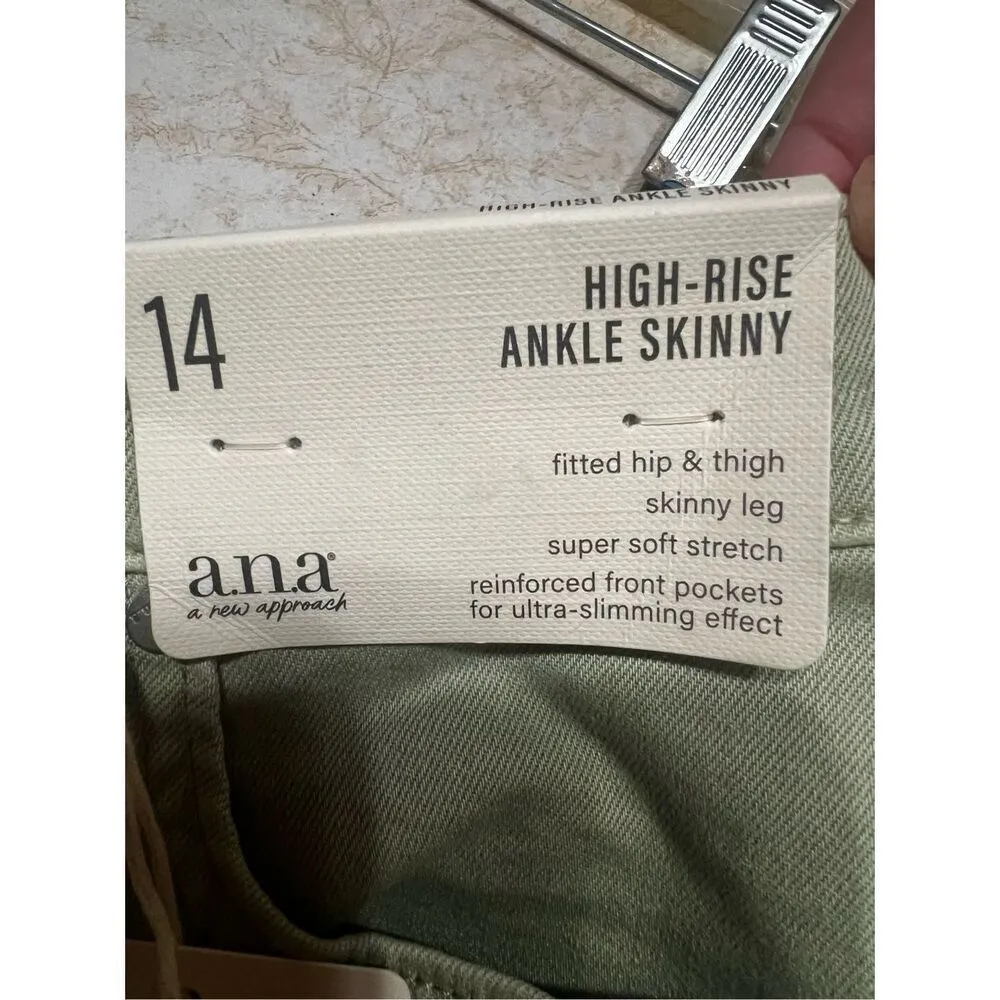 HIGH-RISE ANKLE SKINNY
14
HIGH-RISE
ANKLE SKINNY
fitted hip & thigh
skinny leg
super soft stretch
reinforced front pockets
for ultra-slimming effect
a.n.a®
a new approach